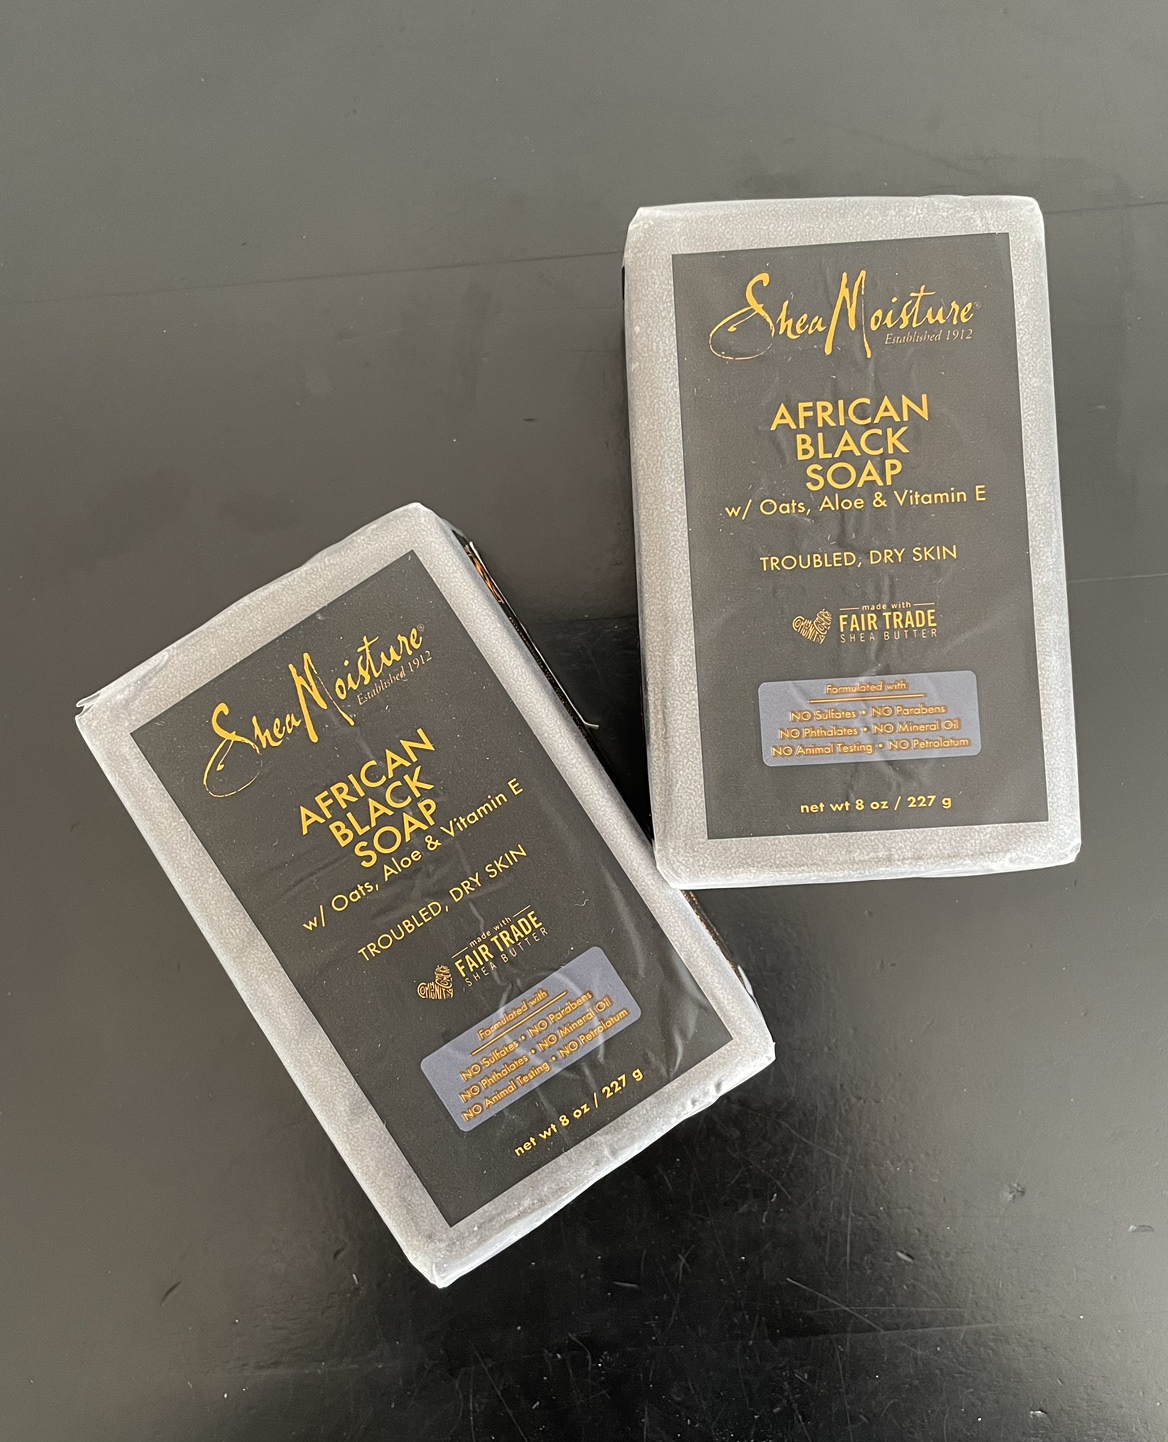 SheaMoisture®
Established 1912
AFRICAN
BLACK
SOAP
w/ Oats, Aloe & Vitamin E
TROUBLED, DRY SKIN
made with
COMMUNITY FAIR TRADE
SHEA BUTTER
Formulated with
NO Sulfates • NO Parabens
NO Phthalates • NO Mineral Oil
NO Animal Testing • NO Petrolatum
net wt 8 oz / 227 g
SheaMoisture®
Established 1912
AFRICAN
BLACK
SOAP
w/ Oats, Aloe & Vitamin E
TROUBLED, DRY SKIN
made with
COMMUNITY FAIR TRADE
SHEA BUTTER
Formulated with
NO Sulfates • NO Parabens
NO Phthalates • NO Mineral Oil
NO Animal Testing • NO Petrolatum
net wt 8 oz / 227 g